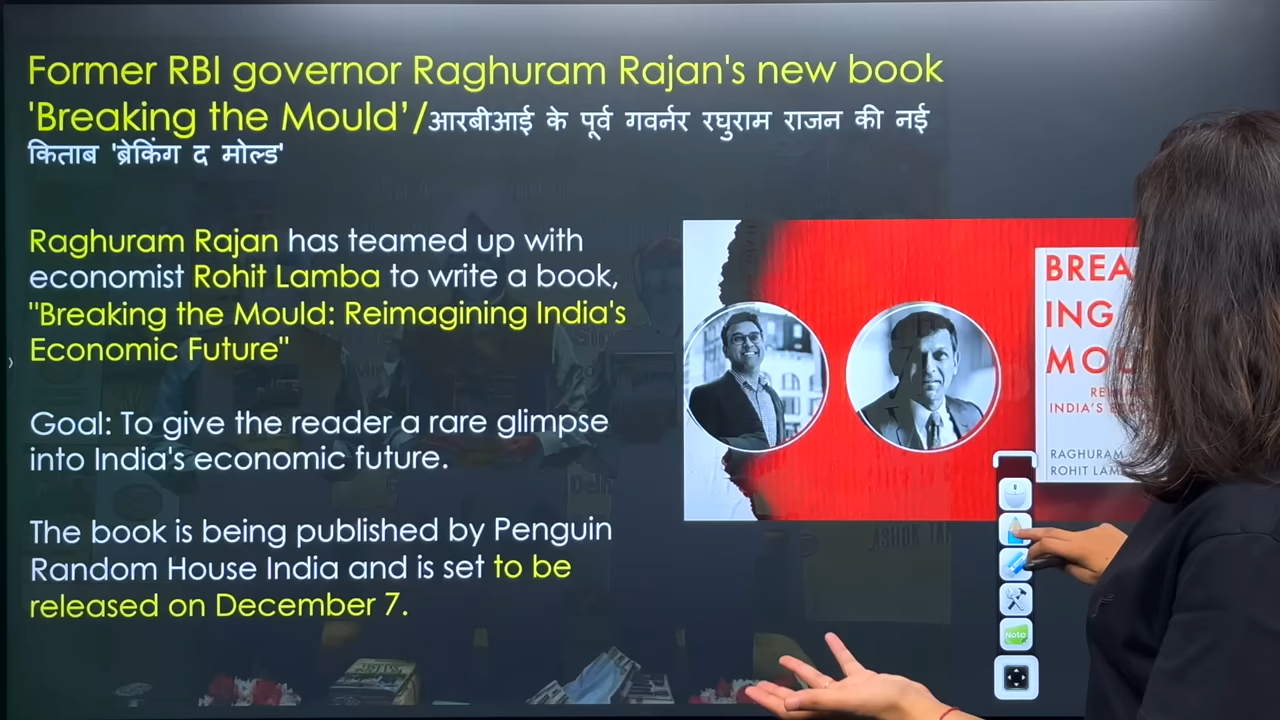 Former RBI governor Raghuram Rajan's new book
'Breaking the Mould'/आरबीआई के पूर्व गवर्नर रघुराम राजन की नई
किताब 'ब्रेकिंग द मोल्ड'
Raghuram Rajan has teamed up with
economist Rohit Lamba to write a book,
"Breaking the Mould: Reimagining India's
Economic Future"
Goal: To give the reader a rare glimpse
into India's economic future.
The book is being published by Penguin
Random House India and is set to be
released on December 7.
BREA
ING
MOU
RE
INDIA'S E
RAGHURAM
ROHIT LAM
Note